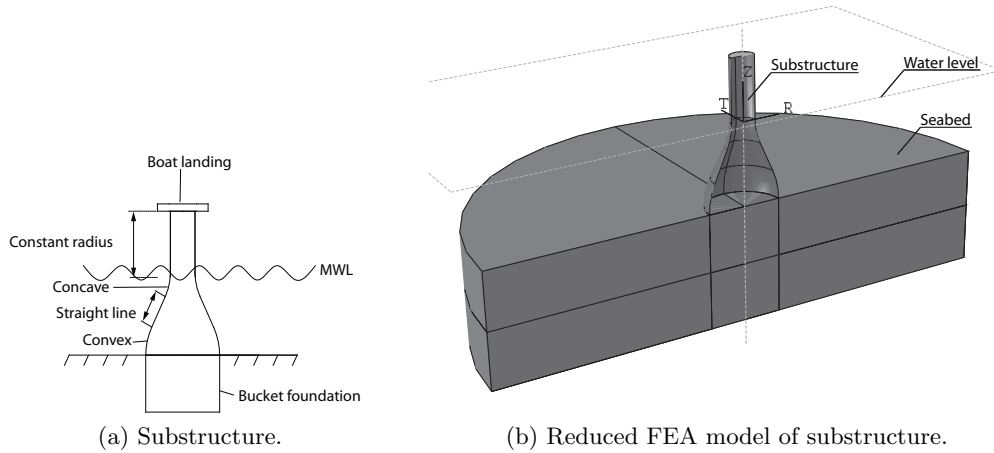 Boat landing
Constant radius
MWL
Concave
Straight line
Convex
Bucket foundation
(a) Substructure.
Substructure
Water level
Z
T
R
Seabed
(b) Reduced FEA model of substructure.